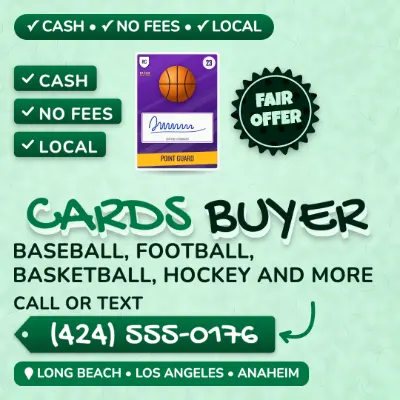 ✓ CASH • ✓ NO FEES • ✓ LOCAL
✓ CASH
✓ NO FEES
✓ LOCAL
23
POINT GUARD
FAIR
OFFER
CARDS BUYER
BASEBALL, FOOTBALL,
BASKETBALL, HOCKEY AND MORE
CALL OR TEXT
(424) 555-0176
LONG BEACH • LOS ANGELES • ANAHEIM